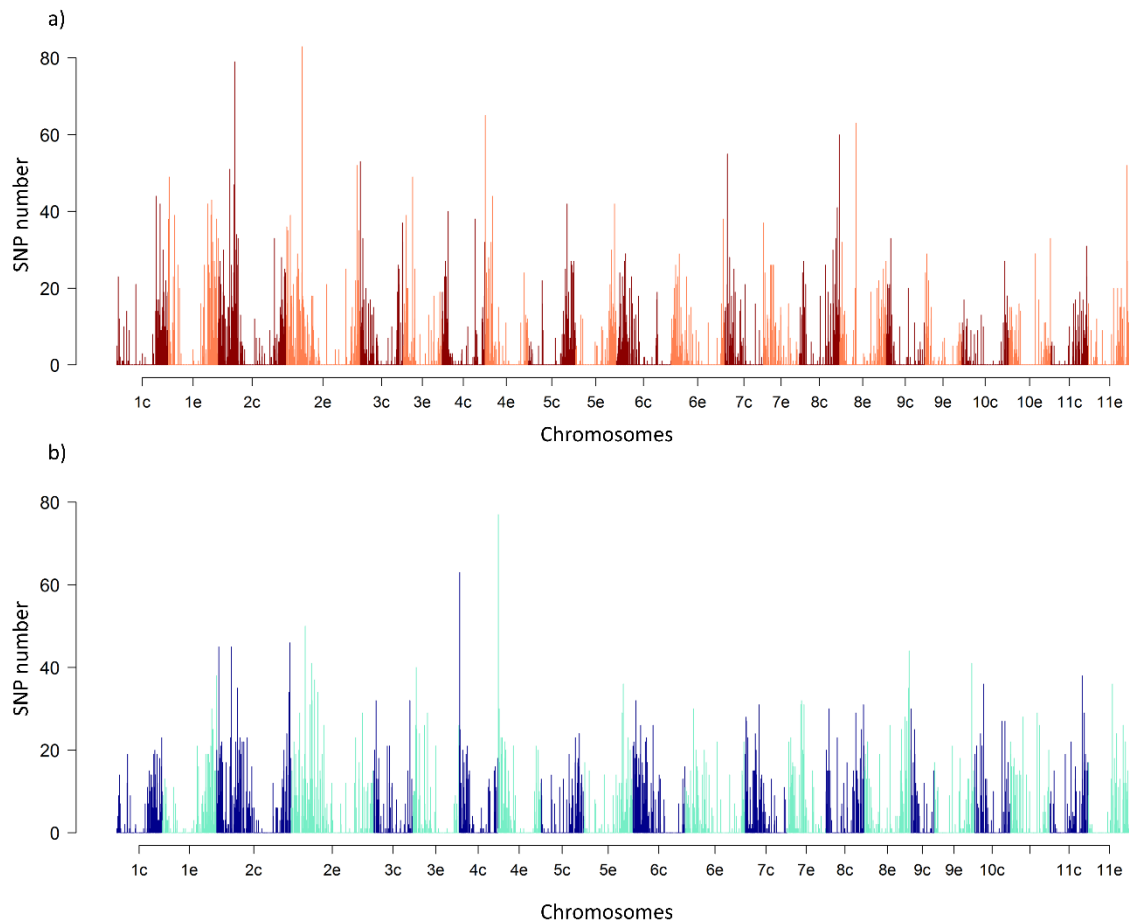 a)
80
60
40
20
0
SNP number
1c 1e 2c 2e 3c 3e 4c 4e 5c 5e 6c 6e 7c 7e 8c 8e 9c 9e 10c 10e 11c 11e
Chromosomes
b)
80
60
40
20
0
SNP number
1c 1e 2c 2e 3c 3e 4c 4e 5c 5e 6c 6e 7c 7e 8c 8e 9c 9e 10c 11c 11e
Chromosomes